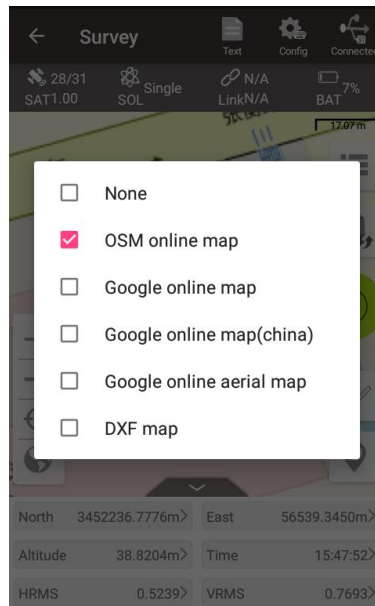 Survey
Text
Config
Connected
28/31
SAT1.00
Single
SOL
N/A
LinkN/A
7%
BAT
17.07 m
None
OSM online map
Google online map
Google online map(china)
Google online aerial map
DXF map
North 3452236.7776m> East 56539.3450m>
Altitude 38.8204m> Time 15:47:52>
HRMS 0.5239> VRMS 0.7693>